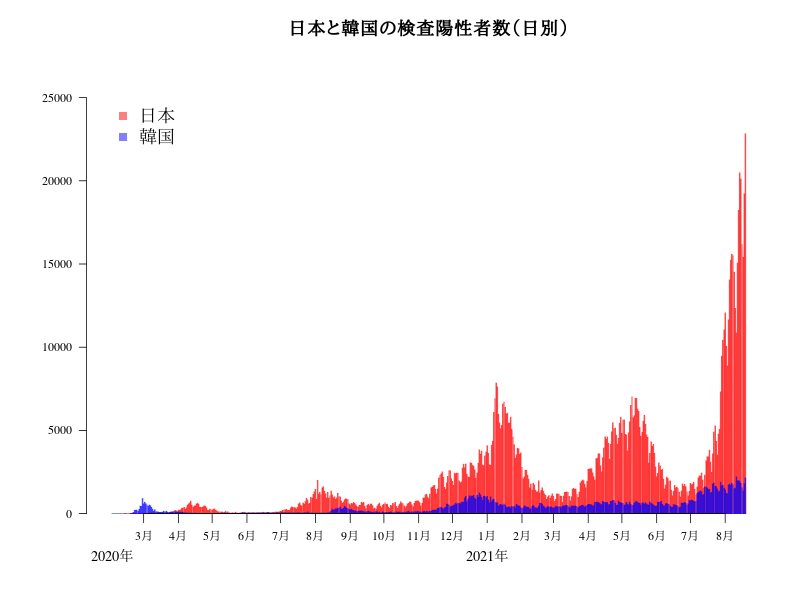 日本と韓国の検査陽性者数（日別）
25000
20000
15000
10000
5000
0
日本
韓国
3月 4月 5月 6月 7月 8月 9月 10月 11月 12月 1月 2月 3月 4月 5月 6月 7月 8月
2020年 2021年